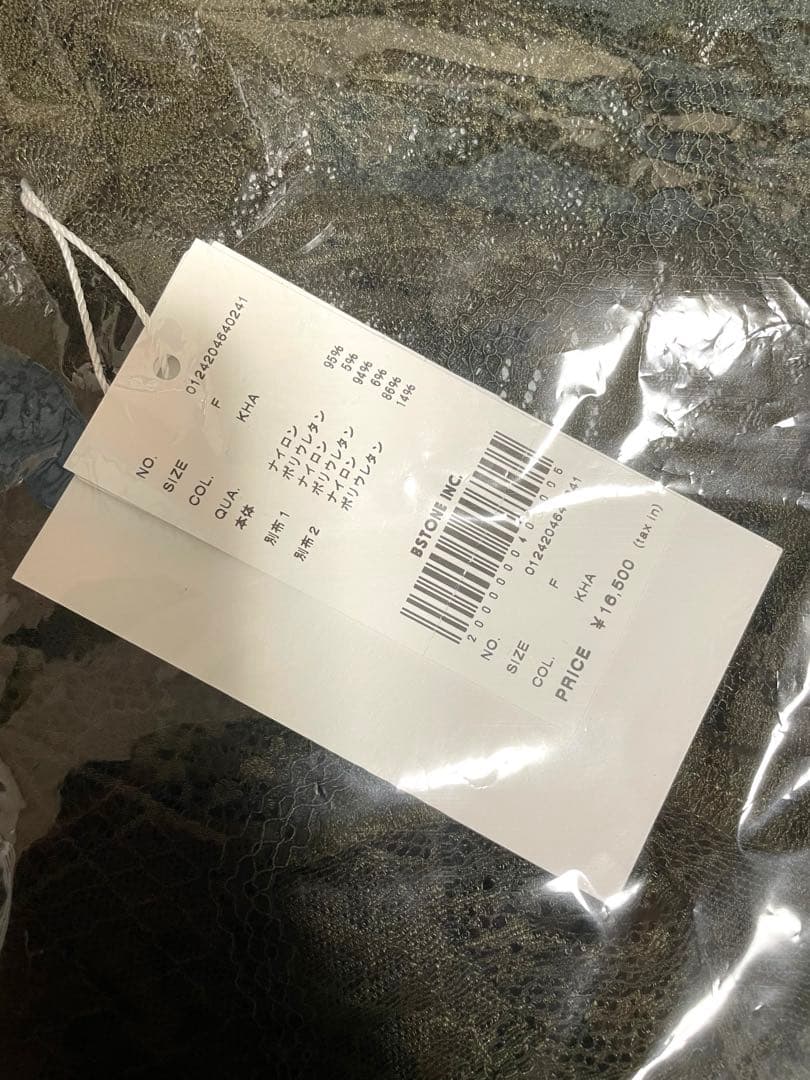 NO. 0124204640241
SIZE F
COL. KHA
QUA.
本体 ナイロン 95%
ポリウレタン 5%
別布1 ナイロン 94%
ポリウレタン 6%
別布2 ナイロン 86%
ポリウレタン 14%
BSTONE INC.
NO.
SIZE F
COL. KHA
PRICE ¥16,500 (tax in)